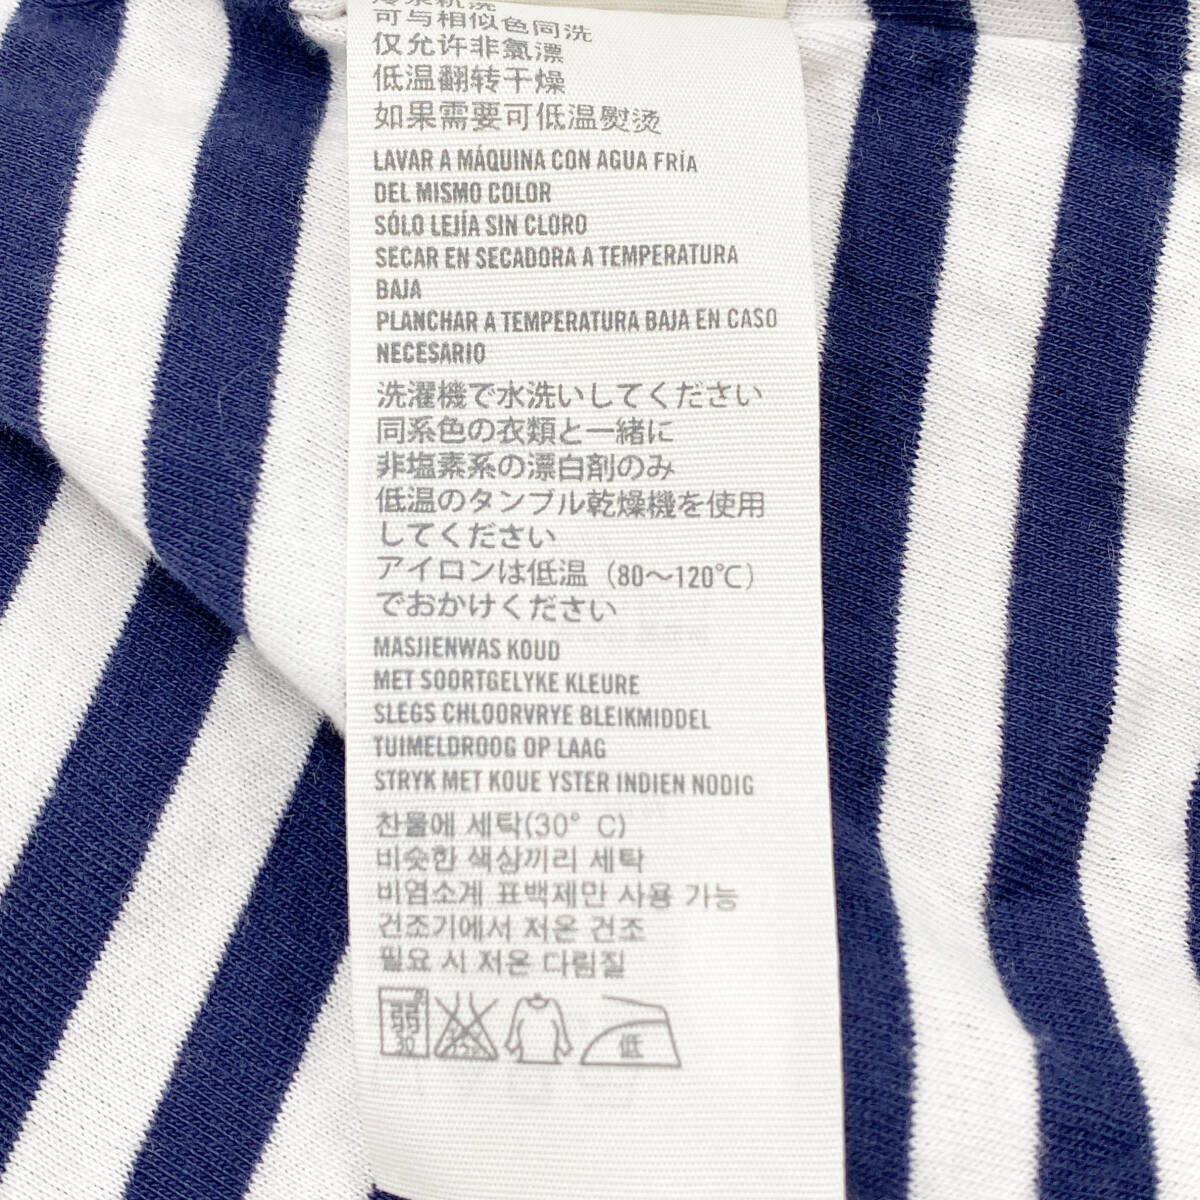 可与相似色同洗
仅允许非氯漂
低温翻转干燥
如果需要可低温熨烫
LAVAR A MÁQUINA CON AGUA FRÍA
DEL MISMO COLOR
SÓLO LEJÍA SIN CLORO
SECAR EN SECADORA A TEMPERATURA
BAJA
PLANCHAR A TEMPERATURA BAJA EN CASO
NECESARIO
洗濯機で水洗いしてください
同系色の衣類と一緒に
非塩素系の漂白剤のみ
低温のタンブル乾燥機を使用
してください
アイロンは低温（80～120℃）
でおかけください
MASJIENWAS KOUD
MET SOORTGELYKE KLEURE
SLEGS CHLOORVRYE BLEIKMIDDEL
TUIMELDROOG OP LAAG
STRYK MET KOUE YSTER INDIEN NODIG
찬물에 세탁(30° C)
비슷한 색상끼리 세탁
비염소계 표백제만 사용 가능
건조기에서 저온 건조
필요 시 저온 다림질
弱 30 低